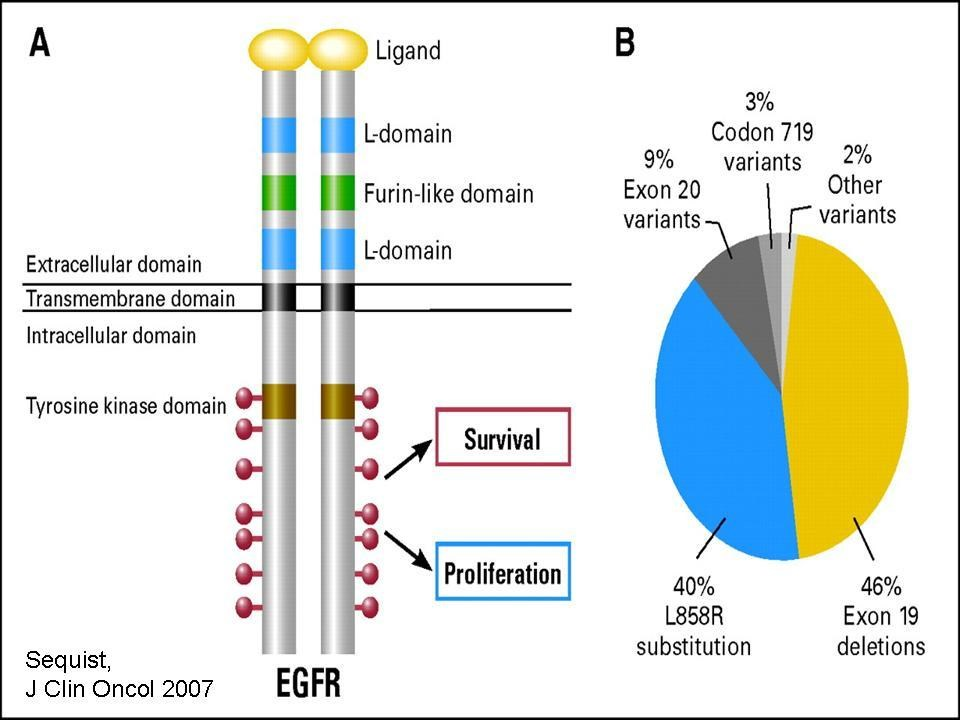 A
Ligand
L-domain
Furin-like domain
L-domain
Extracellular domain
Transmembrane domain
Intracellular domain
Tyrosine kinase domain
Survival
Proliferation
EGFR
Sequist,
J Clin Oncol 2007
B
3%
Codon 719
variants
9%
Exon 20
variants
2%
Other
variants
40%
L858R
substitution
46%
Exon 19
deletions